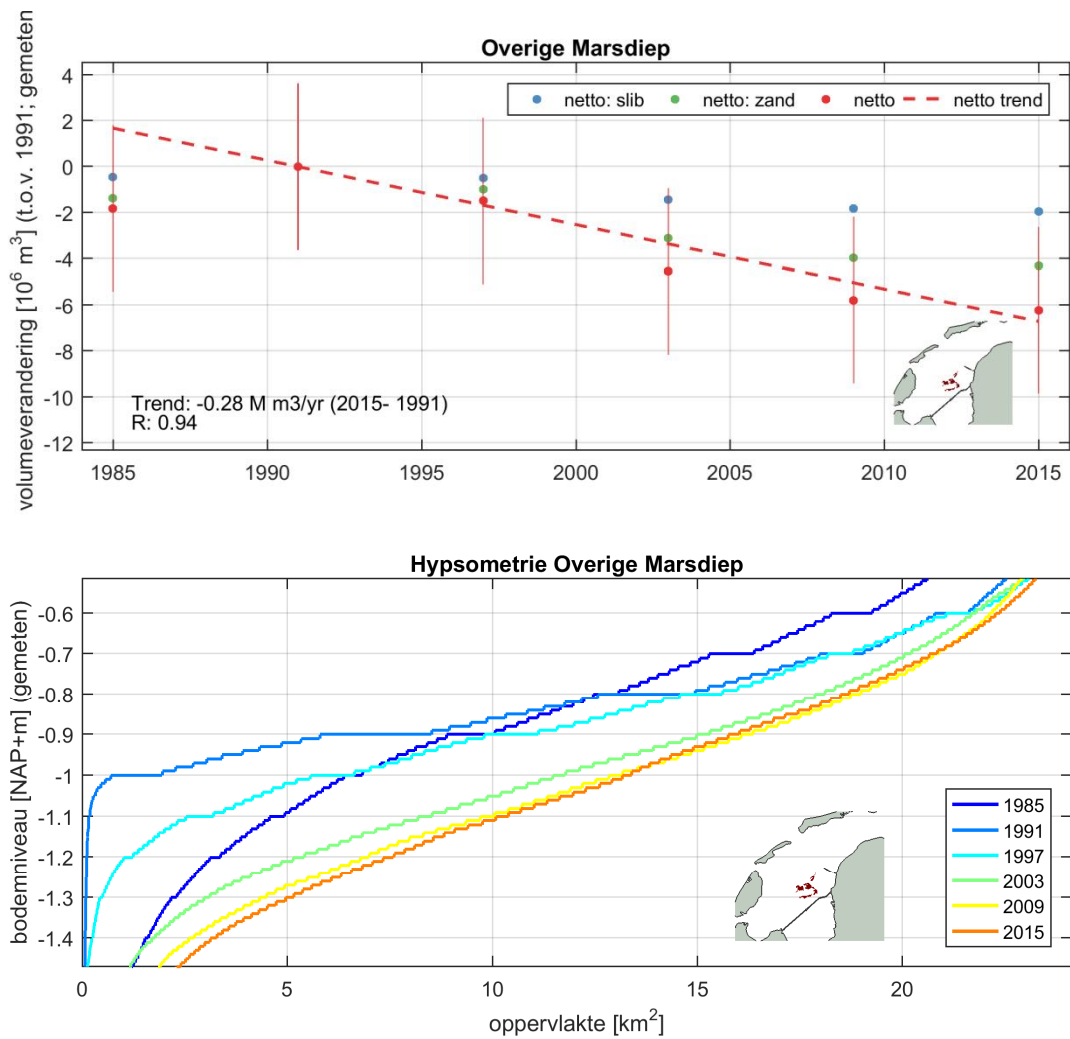 Overige Marsdiep
volumeverandering [10⁶ m³] (t.o.v. 1991; gemeten
4
2
0
-2
-4
-6
-8
-10
-12
netto: slib netto: zand netto netto trend
Trend: -0.28 M m3/yr (2015- 1991)
R: 0.94
1985 1990 1995 2000 2005 2010 2015
Hypsometrie Overige Marsdiep
bodemniveau [NAP+m] (gemeten)
-0.6
-0.7
-0.8
-0.9
-1
-1.1
-1.2
-1.3
-1.4
1985
1991
1997
2003
2009
2015
0 5 10 15 20
oppervlakte [km²]